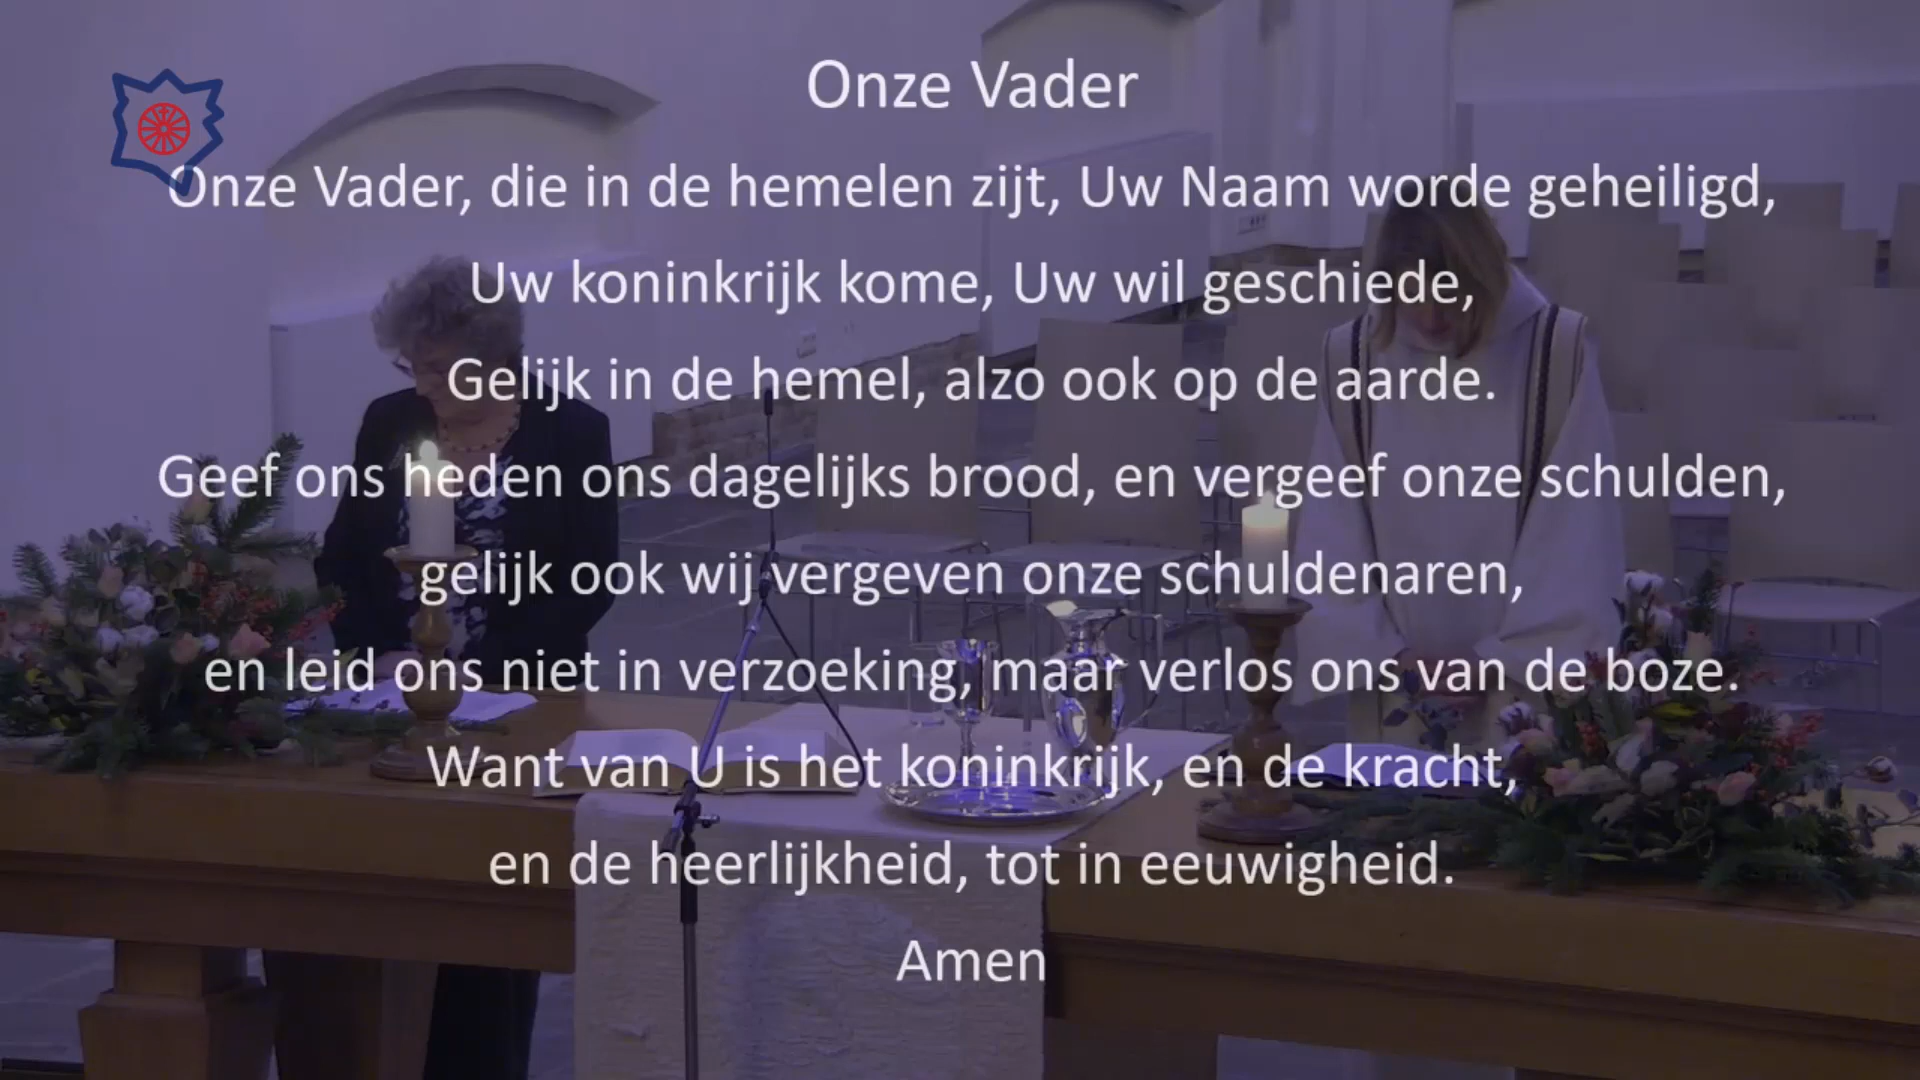 Onze Vader
Onze Vader, die in de hemelen zijt, Uw Naam worde geheiligd,
Uw koninkrijk kome, Uw wil geschiede,
Gelijk in de hemel, alzo ook op de aarde.
Geef ons heden ons dagelijks brood, en vergeef onze schulden,
gelijk ook wij vergeven onze schuldenaren,
en leid ons niet in verzoeking, maar verlos ons van de boze.
Want van U is het koninkrijk, en de kracht,
en de heerlijkheid, tot in eeuwigheid.
Amen